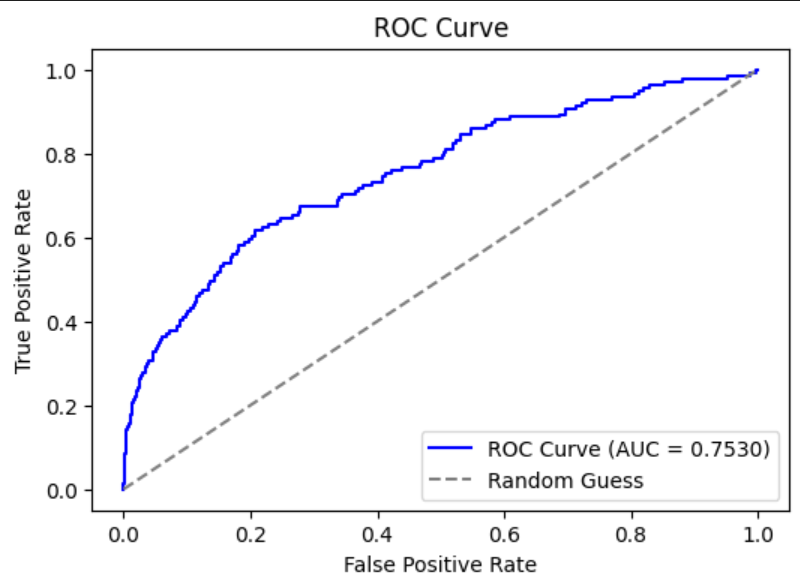 ROC Curve
1.0
0.8
0.6
0.4
0.2
0.0
True Positive Rate
ROC Curve (AUC = 0.7530)
Random Guess
0.0 0.2 0.4 0.6 0.8 1.0
False Positive Rate